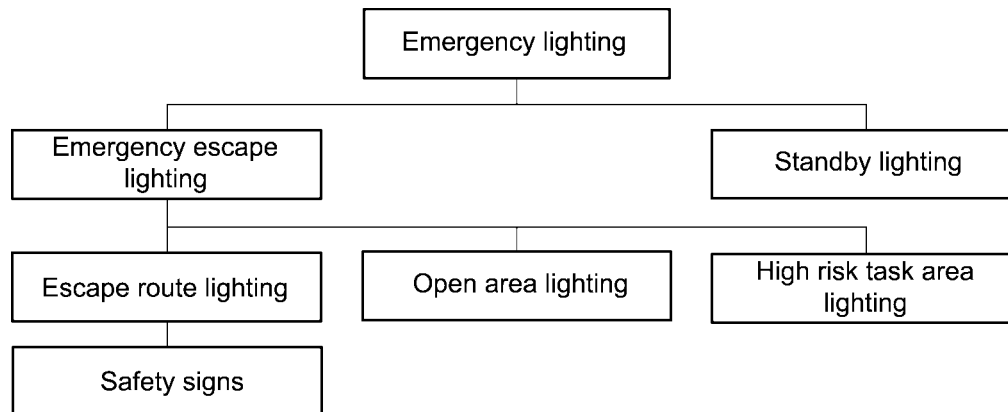 Emergency lighting
Emergency escape
lighting
Standby lighting
Escape route lighting
Open area lighting
High risk task area
lighting
Safety signs